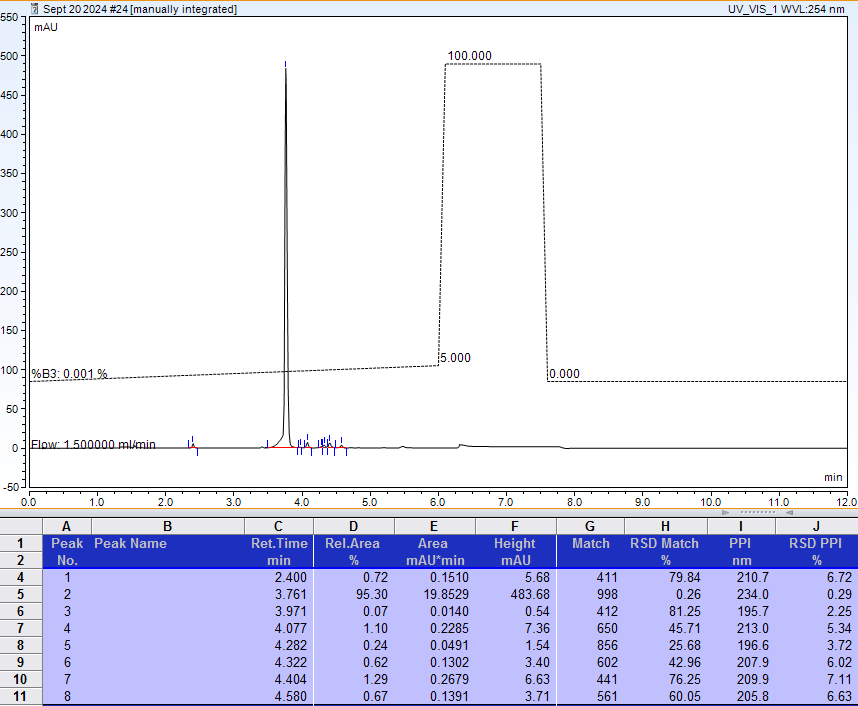 Sept 20 2024 #24 [manually integrated] UV_VIS_1 WVL:254 nm
550
mAU
100.000
500
450
400
350
300
250
200
150
5.000
100
%B3: 0.001 % 0.000
50
Flow: 1.500000 ml/min
0
min
-50
0.0 1.0 2.0 3.0 4.0 5.0 6.0 7.0 8.0 9.0 10.0 11.0 12.0
A B C D E F G H I J
1 Peak Peak Name Ret.Time Rel.Area Area Height Match RSD Match PPI RSD PPI
2 No. min % mAU*min mAU % nm %
4 1 2.400 0.72 0.1510 5.68 411 79.84 210.7 6.72
5 2 3.761 95.30 19.8529 483.68 998 0.26 234.0 0.29
6 3 3.971 0.07 0.0140 0.54 412 81.25 195.7 2.25
7 4 4.077 1.10 0.2285 7.36 650 45.71 213.0 5.34
8 5 4.282 0.24 0.0491 1.54 856 25.68 196.6 3.72
9 6 4.322 0.62 0.1302 3.40 602 42.96 207.9 6.02
10 7 4.404 1.29 0.2679 6.63 441 76.25 209.9 7.11
11 8 4.580 0.67 0.1391 3.71 561 60.05 205.8 6.63